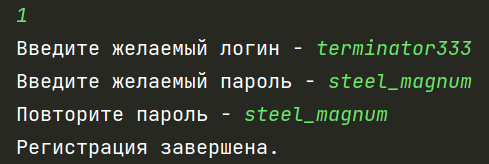 1
Введите желаемый логин - terminator333
Введите желаемый пароль - steel_magnum
Повторите пароль - steel_magnum
Регистрация завершена.